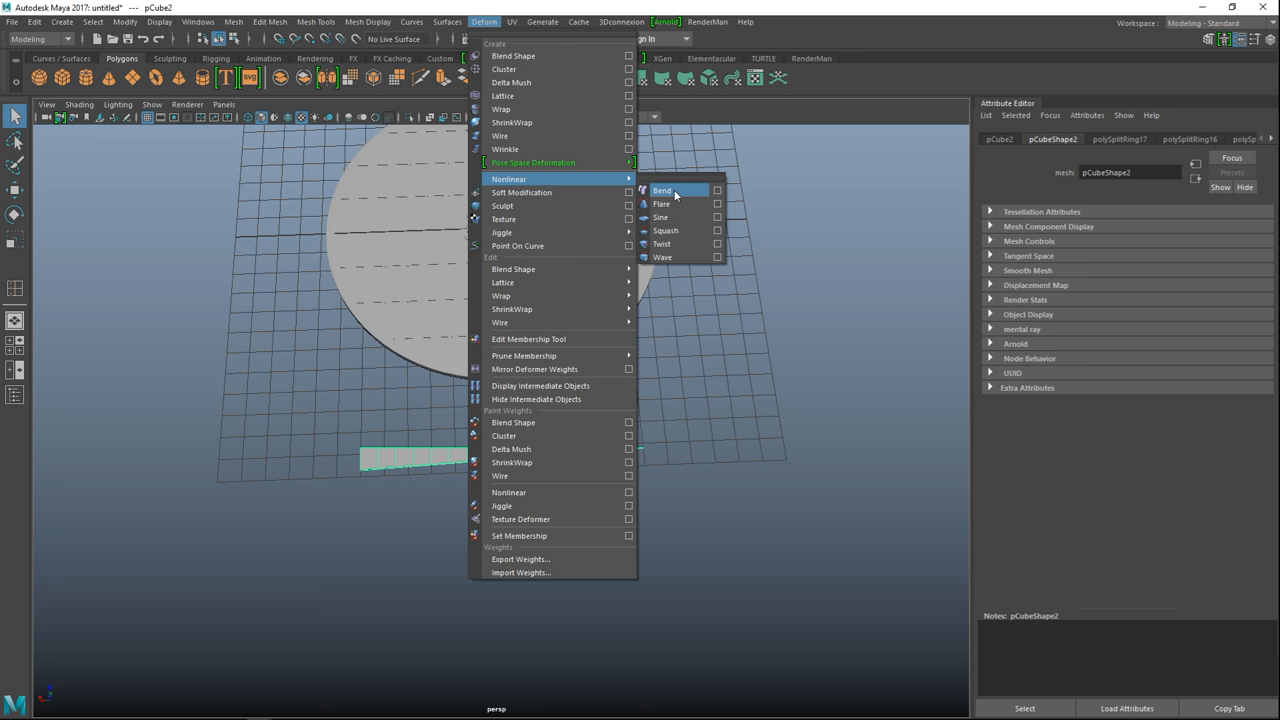 Autodesk Maya 2017: untitled*   ---   pCube2
File Edit Create Select Modify Display Windows Mesh Edit Mesh Mesh Tools Mesh Display Curves Surfaces Deform UV Generate Cache 3Dconnexion [Arnold] RenderMan Help
Workspace : Modeling - Standard
Modeling No Live Surface
Curves / Surfaces Polygons Sculpting Rigging Animation Rendering FX FX Caching Custom XGen Elementacular TURTLE RenderMan
T svg
View Shading Lighting Show Renderer Panels
Create
Blend Shape
Cluster
Delta Mush
Lattice
Wrap
ShrinkWrap
Wire
Wrinkle
Pose Space Deformation
Nonlinear
Soft Modification
Sculpt
Texture
Jiggle
Point On Curve
Edit
Blend Shape
Lattice
Wrap
ShrinkWrap
Wire
Edit Membership Tool
Prune Membership
Mirror Deformer Weights
Display Intermediate Objects
Hide Intermediate Objects
Paint Weights
Blend Shape
Cluster
Delta Mush
ShrinkWrap
Wire
Nonlinear
Jiggle
Texture Deformer
Set Membership
Weights
Export Weights...
Import Weights...
Bend
Flare
Sine
Squash
Twist
Wave
persp
Attribute Editor
List Selected Focus Attributes Show Help
pCube2 pCubeShape2 polySplitRing17 polySplitRing16 polySp
mesh: pCubeShape2
Focus
Presets
Show Hide
Tessellation Attributes
Mesh Component Display
Mesh Controls
Tangent Space
Smooth Mesh
Displacement Map
Render Stats
Object Display
mental ray
Arnold
Node Behavior
UUID
Extra Attributes
Notes: pCubeShape2
Select Load Attributes Copy Tab